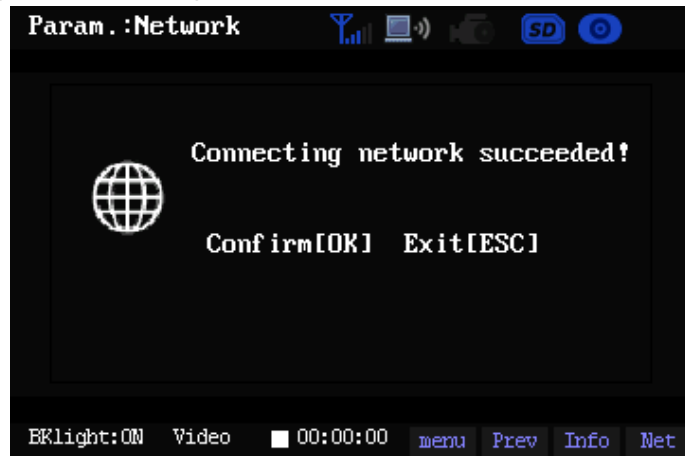 Param.:Network SD
Connecting network succeeded!
Confirm[OK] Exit[ESC]
BKlight:ON Video 00:00:00 menu Prev Info Net